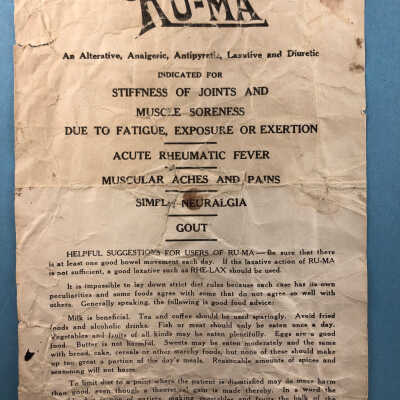 RU-MA
An Alterative, Analgesic, Antipyretic, Laxative and Diuretic
INDICATED FOR
STIFFNESS OF JOINTS AND
MUSCLE SORENESS
DUE TO FATIGUE, EXPOSURE OR EXERTION
ACUTE RHEUMATIC FEVER
MUSCULAR ACHES AND PAINS
SIMPLE NEURALGIA
GOUT
HELPFUL SUGGESTIONS FOR USERS OF RU-MA—Be sure that there
is at least one good bowel movement each day. If the laxative action of RU-MA
is not sufficient, a good laxative such as RHE-LAX should be used.
It is impossible to lay down strict diet rules because each case has its own
peculiarities and some foods agree with some that do not agree so well with
others. Generally speaking, the following is good food advice:
Milk is beneficial. Tea and coffee should be used sparingly. Avoid fried
foods and alcoholic drinks. Fish or meat should only be eaten once a day.
Vegetables and fruits of all kinds may be eaten plentifully. Eggs are a good
food. Butter is not harmful. Sweets may be eaten moderately and the same
with bread, cake, cereals or other starchy foods, but none of these should make
up too great a portion of the day's meals. Reasonable amounts of spices and
seasoning will not harm.
To limit diet to a point where the patient is dissatisfied may do more harm
than good, even though a theoretical gain is made thereby. In a word the
making vegetables and fruits the bulk of the